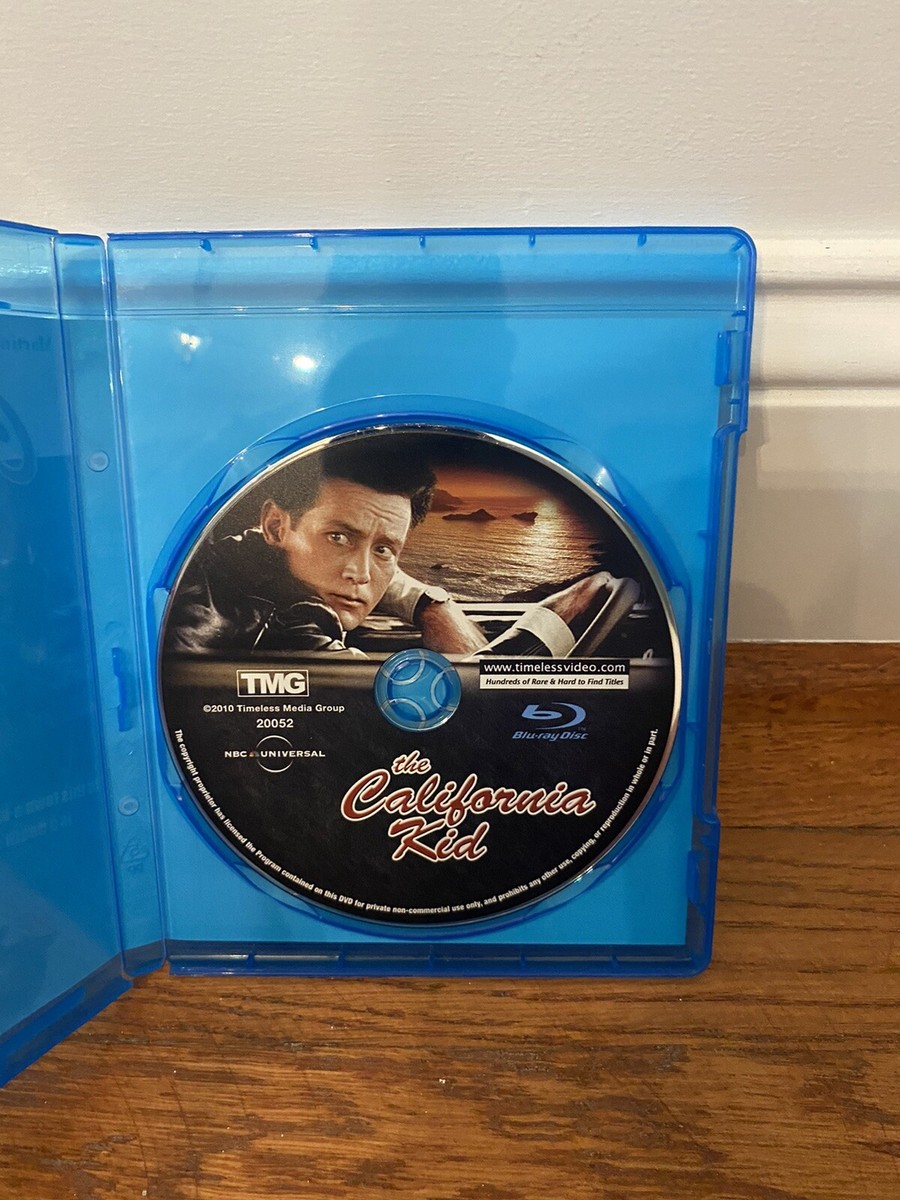 TMG
©2010 Timeless Media Group
20052
NBC UNIVERSAL
www.timelessvideo.com
Hundreds of Rare & Hard to Find Titles
Blu-ray Disc
the
California
Kid
The copyright proprietor has licensed the Program contained on this DVD for private non-commercial use only, and prohibits any other use, copying, or reproduction in whole or in part.